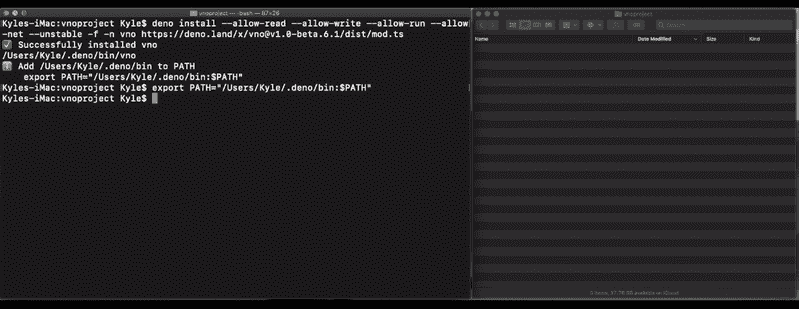 vnoproject — -bash — 87×26
Kyles-iMac:vnoproject Kyle$ deno install --allow-read --allow-write --allow-run --allow
-net --unstable -f -n vno https://deno.land/x/vno@v1.0-beta.6.1/dist/mod.ts
✅ Successfully installed vno
/Users/Kyle/.deno/bin/vno
ℹ️ Add /Users/Kyle/.deno/bin to PATH
export PATH="/Users/Kyle/.deno/bin:$PATH"
Kyles-iMac:vnoproject Kyle$ export PATH="/Users/Kyle/.deno/bin:$PATH"
Kyles-iMac:vnoproject Kyle$
vnoproject
Search
Name Date Modified Size Kind